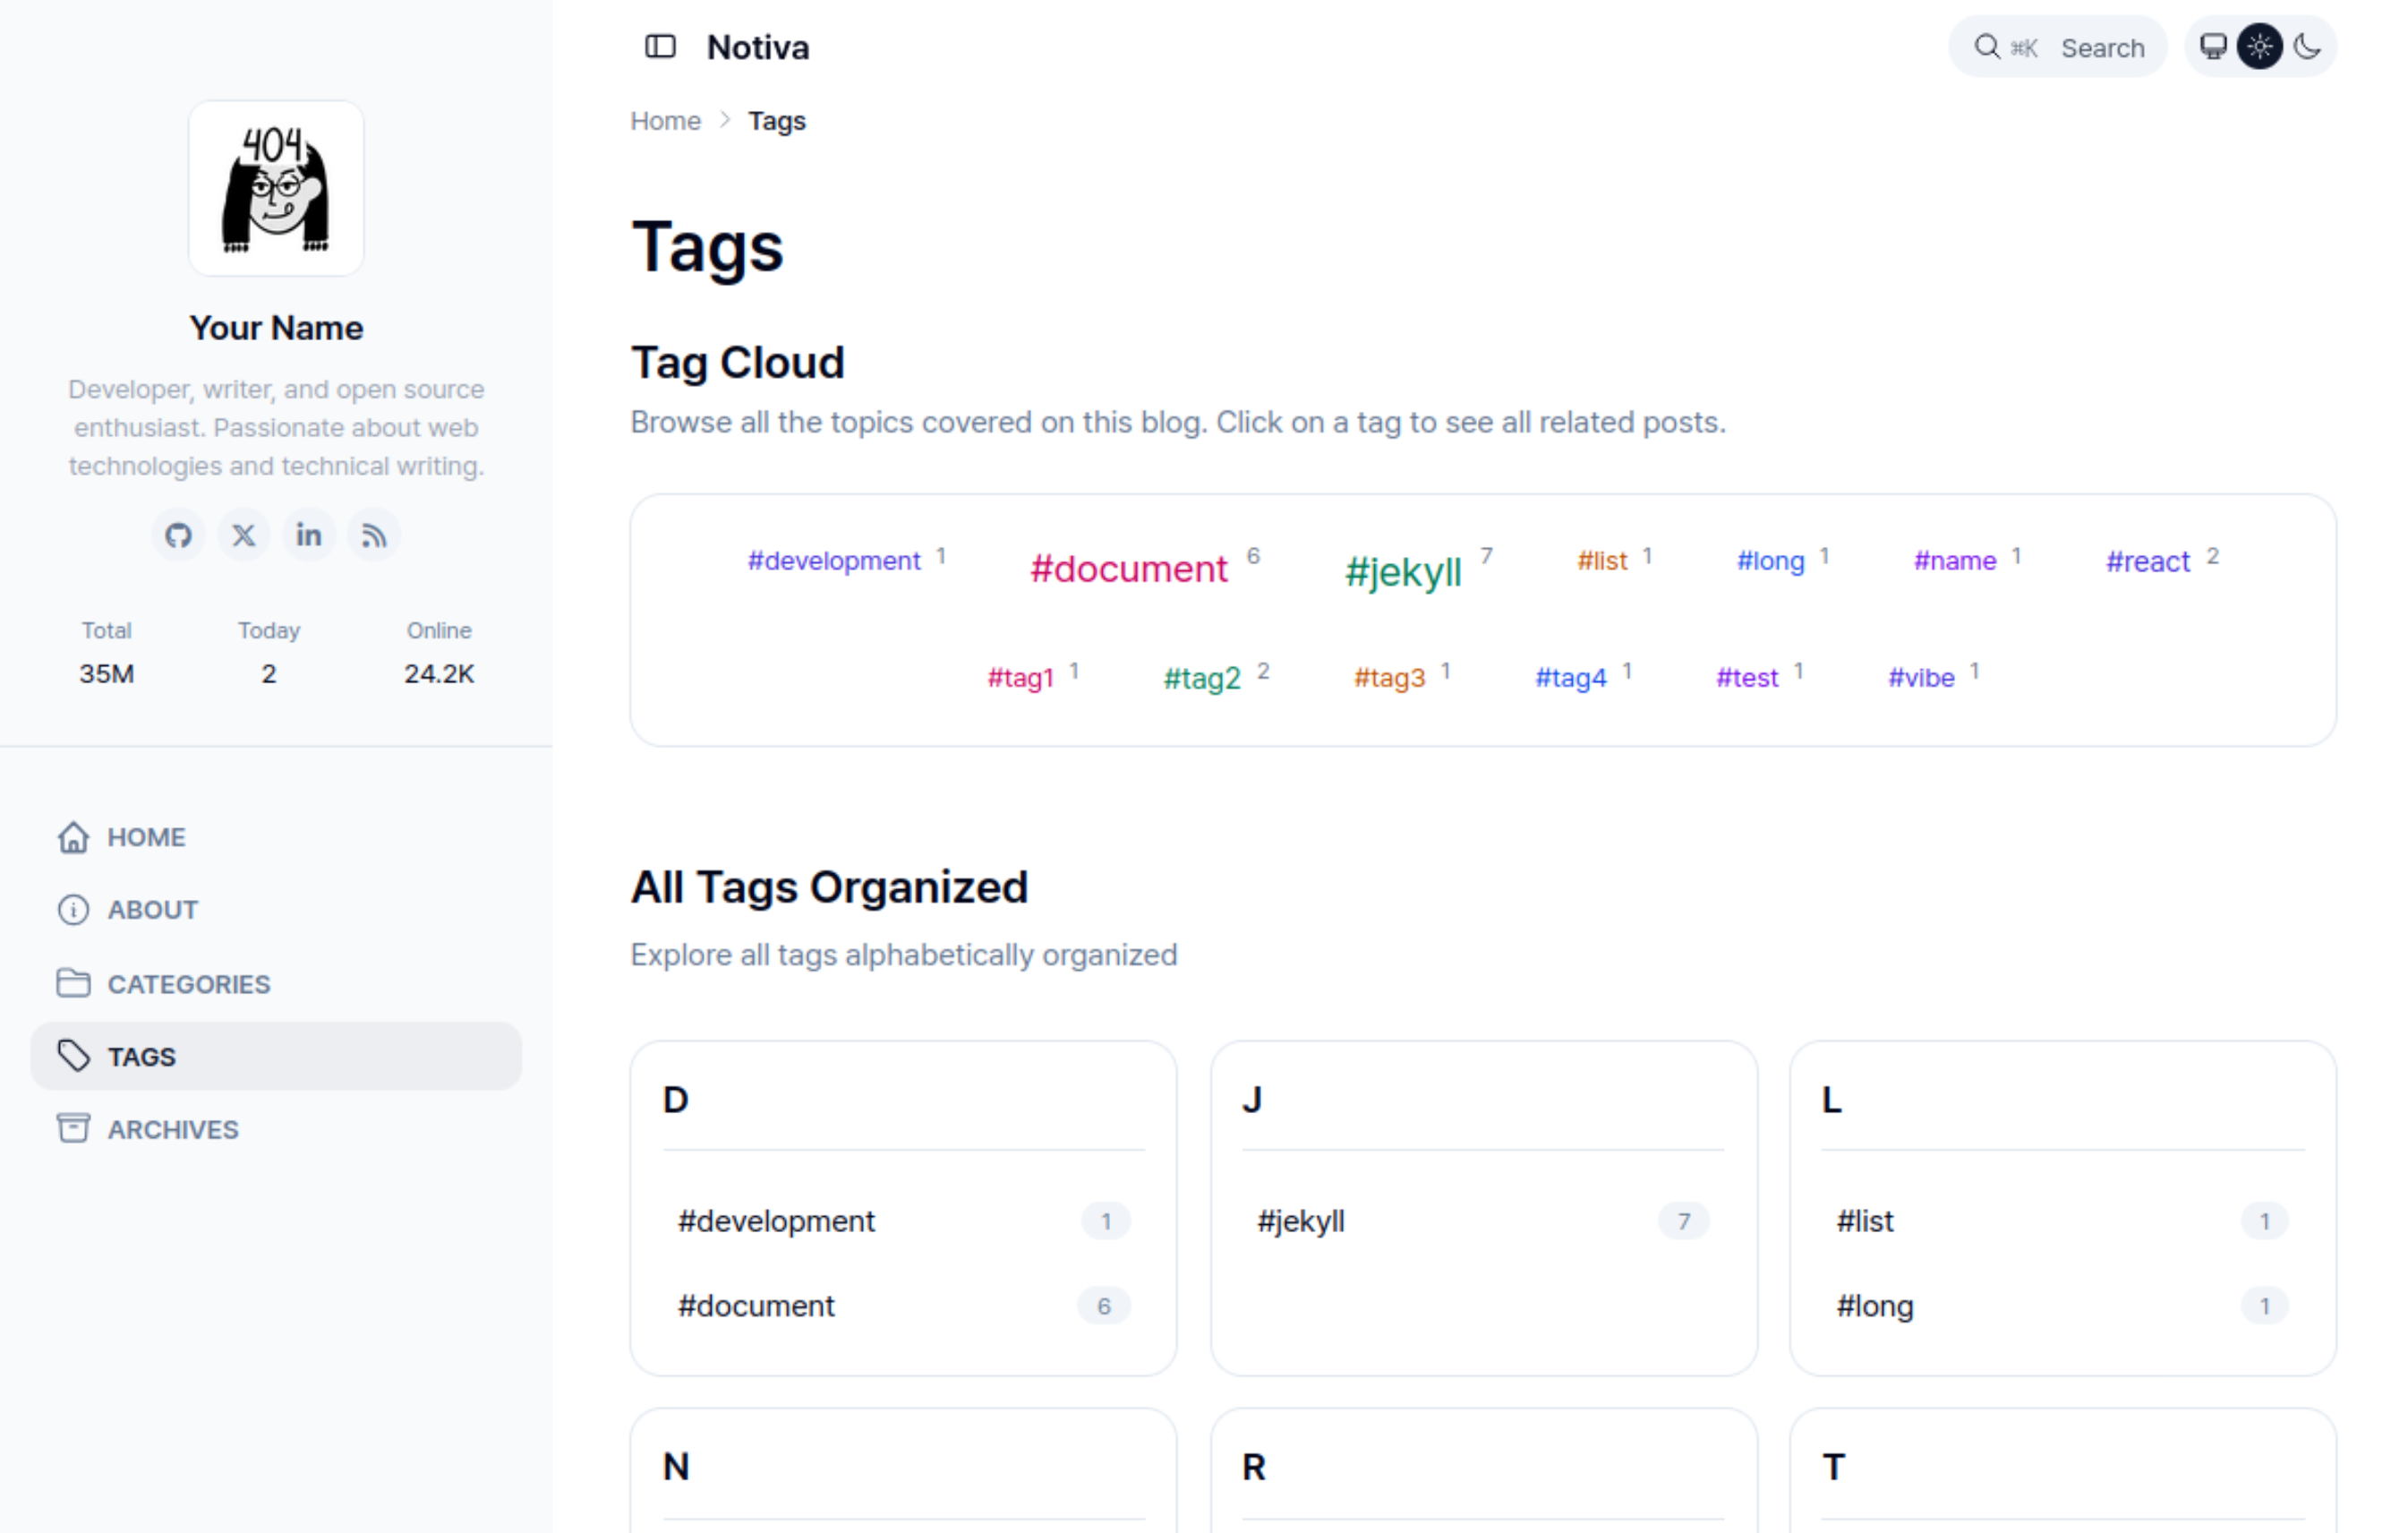 404
Your Name
Developer, writer, and open source
enthusiast. Passionate about web
technologies and technical writing.
Total Today Online
35M 2 24.2K
HOME
ABOUT
CATEGORIES
TAGS
ARCHIVES
Notiva
⌘K Search
Home > Tags
Tags
Tag Cloud
Browse all the topics covered on this blog. Click on a tag to see all related posts.
#development 1 #document 6 #jekyll 7 #list 1 #long 1 #name 1 #react 2
#tag1 1 #tag2 2 #tag3 1 #tag4 1 #test 1 #vibe 1
All Tags Organized
Explore all tags alphabetically organized
D
#development 1
#document 6
J
#jekyll 7
L
#list 1
#long 1
N
R
T